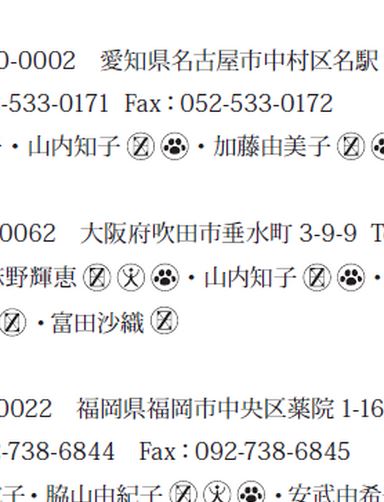 0-0002 愛知県名古屋市中村区名駅
-533-0171 Fax：052-533-0172
・山内知子 ・加藤由美子
0062 大阪府吹田市垂水町 3-9-9
野輝恵 ・山内知子 ・
・富田沙織
0022 福岡県福岡市中央区薬院 1-16
-738-6844 Fax：092-738-6845
子・脇山由紀子 ・安武由希